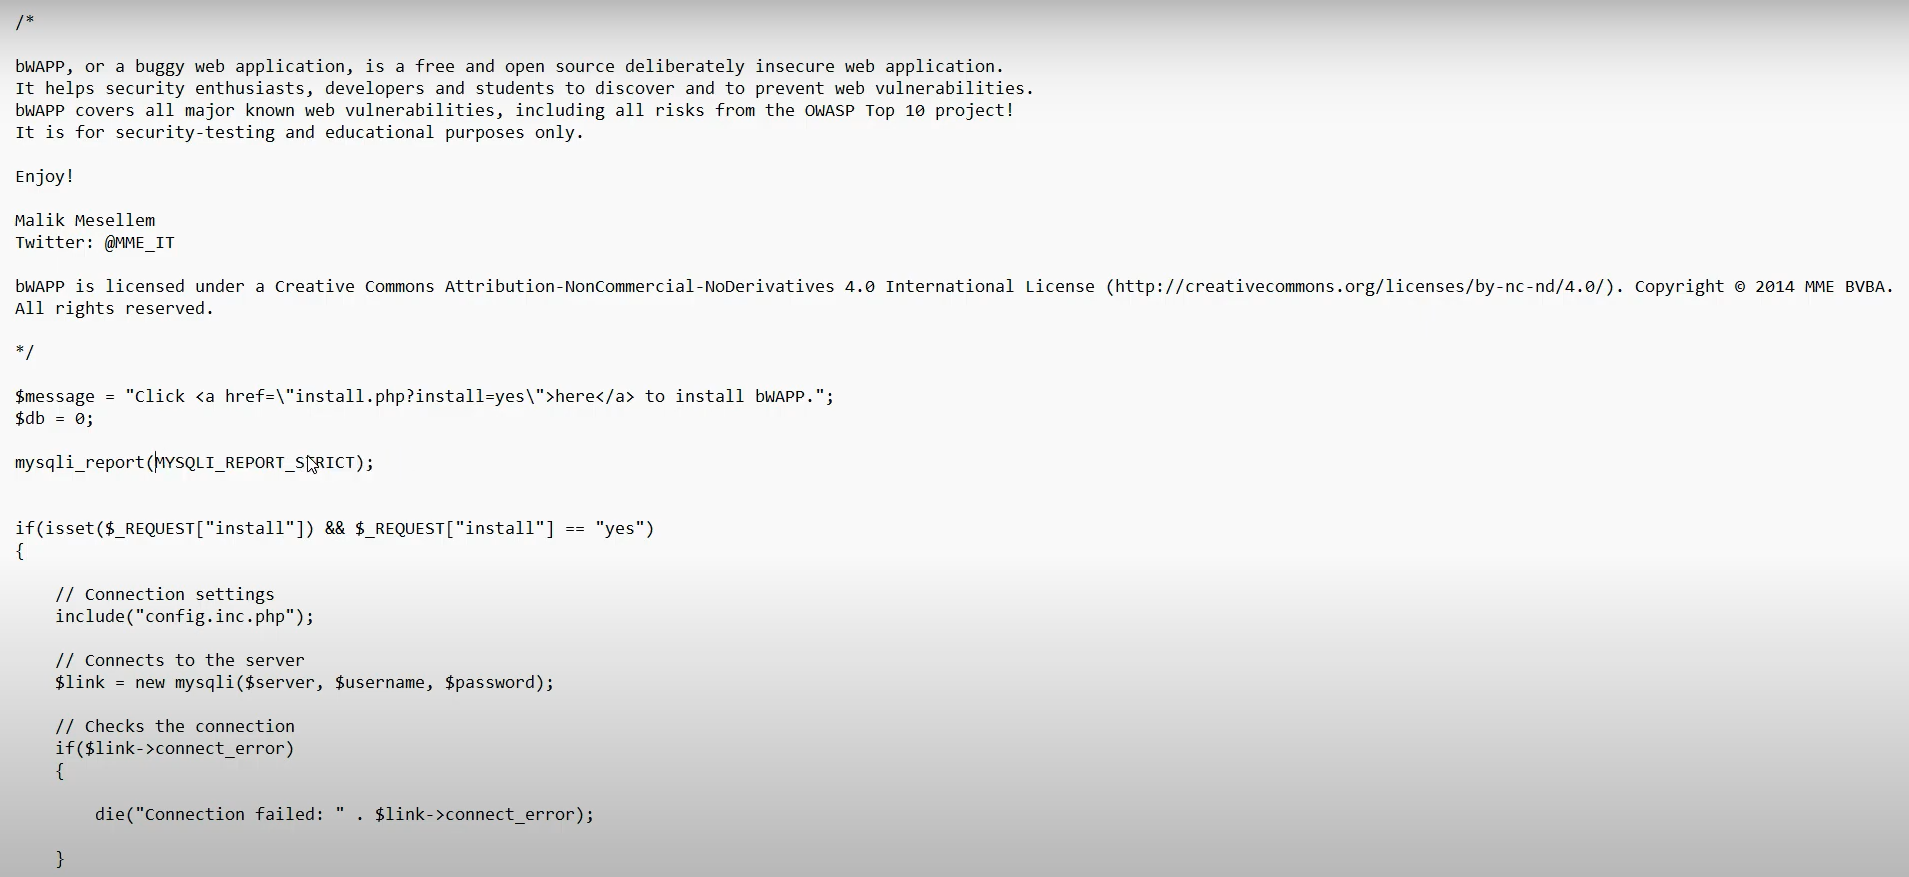 /*
bWAPP, or a buggy web application, is a free and open source deliberately insecure web application.
It helps security enthusiasts, developers and students to discover and to prevent web vulnerabilities.
bWAPP covers all major known web vulnerabilities, including all risks from the OWASP Top 10 project!
It is for security-testing and educational purposes only.
Enjoy!
Malik Mesellem
Twitter: @MME_IT
bWAPP is licensed under a Creative Commons Attribution-NonCommercial-NoDerivatives 4.0 International License (http://creativecommons.org/licenses/by-nc-nd/4.0/). Copyright © 2014 MME BVBA.
All rights reserved.
*/
$message = "Click <a href=\"install.php?install=yes\">here</a> to install bWAPP.";
$db = 0;
mysqli_report(MYSQLI_REPORT_STRICT);
if(isset($_REQUEST["install"]) && $_REQUEST["install"] == "yes")
{
    // Connection settings
    include("config.inc.php");
    // Connects to the server
    $link = new mysqli($server, $username, $password);
    // Checks the connection
    if($link->connect_error)
    {
        die("Connection failed: " . $link->connect_error);
    }